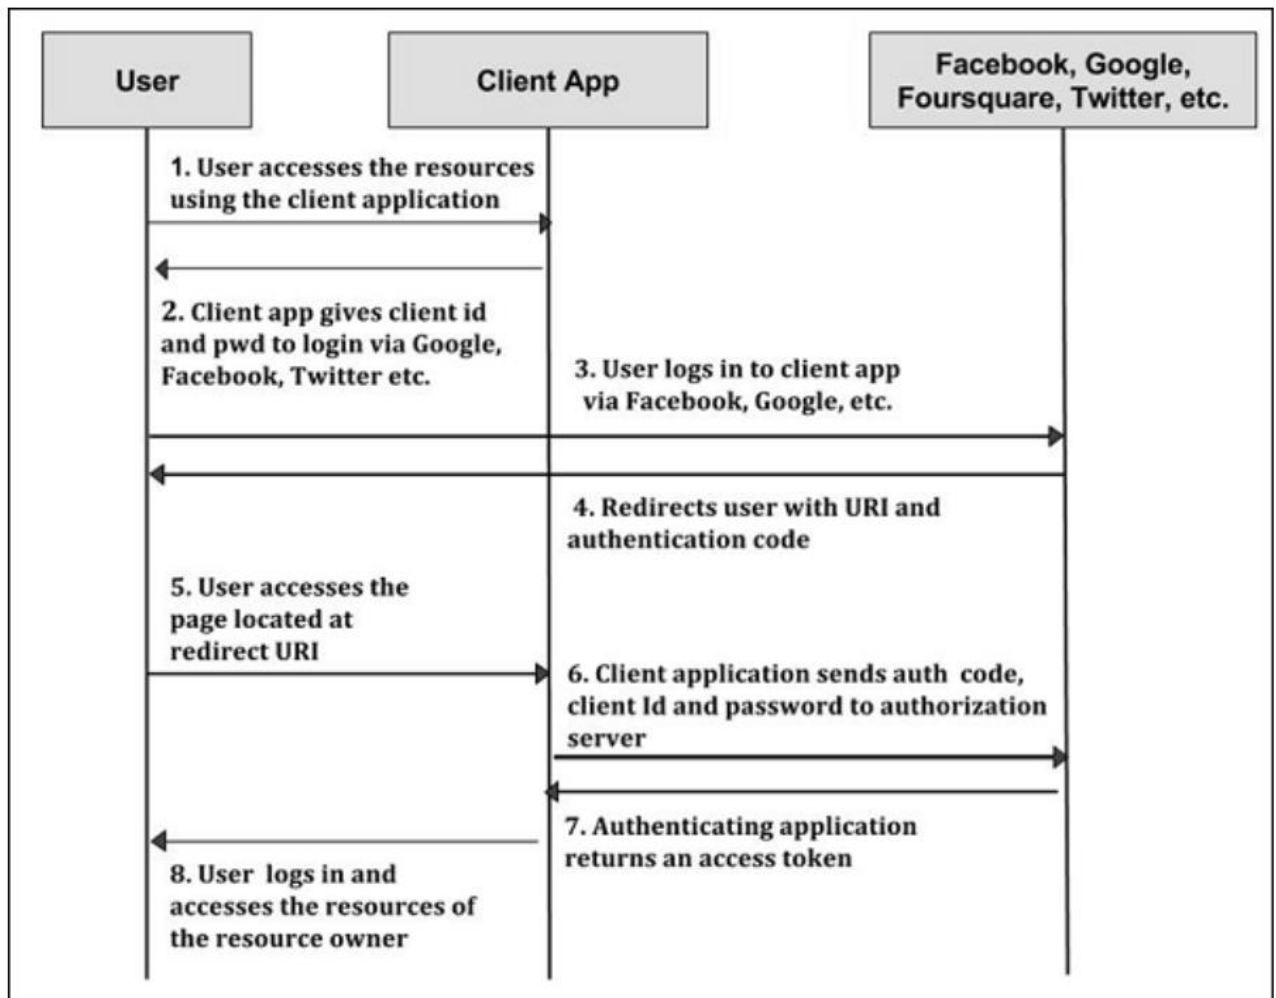 User
Client App
Facebook, Google,
Foursquare, Twitter, etc.
1. User accesses the resources
using the client application
2. Client app gives client id
and pwd to login via Google,
Facebook, Twitter etc.
3. User logs in to client app
via Facebook, Google, etc.
4. Redirects user with URI and
authentication code
5. User accesses the
page located at
redirect URI
6. Client application sends auth code,
client Id and password to authorization
server
7. Authenticating application
returns an access token
8. User logs in and
accesses the resources of
the resource owner